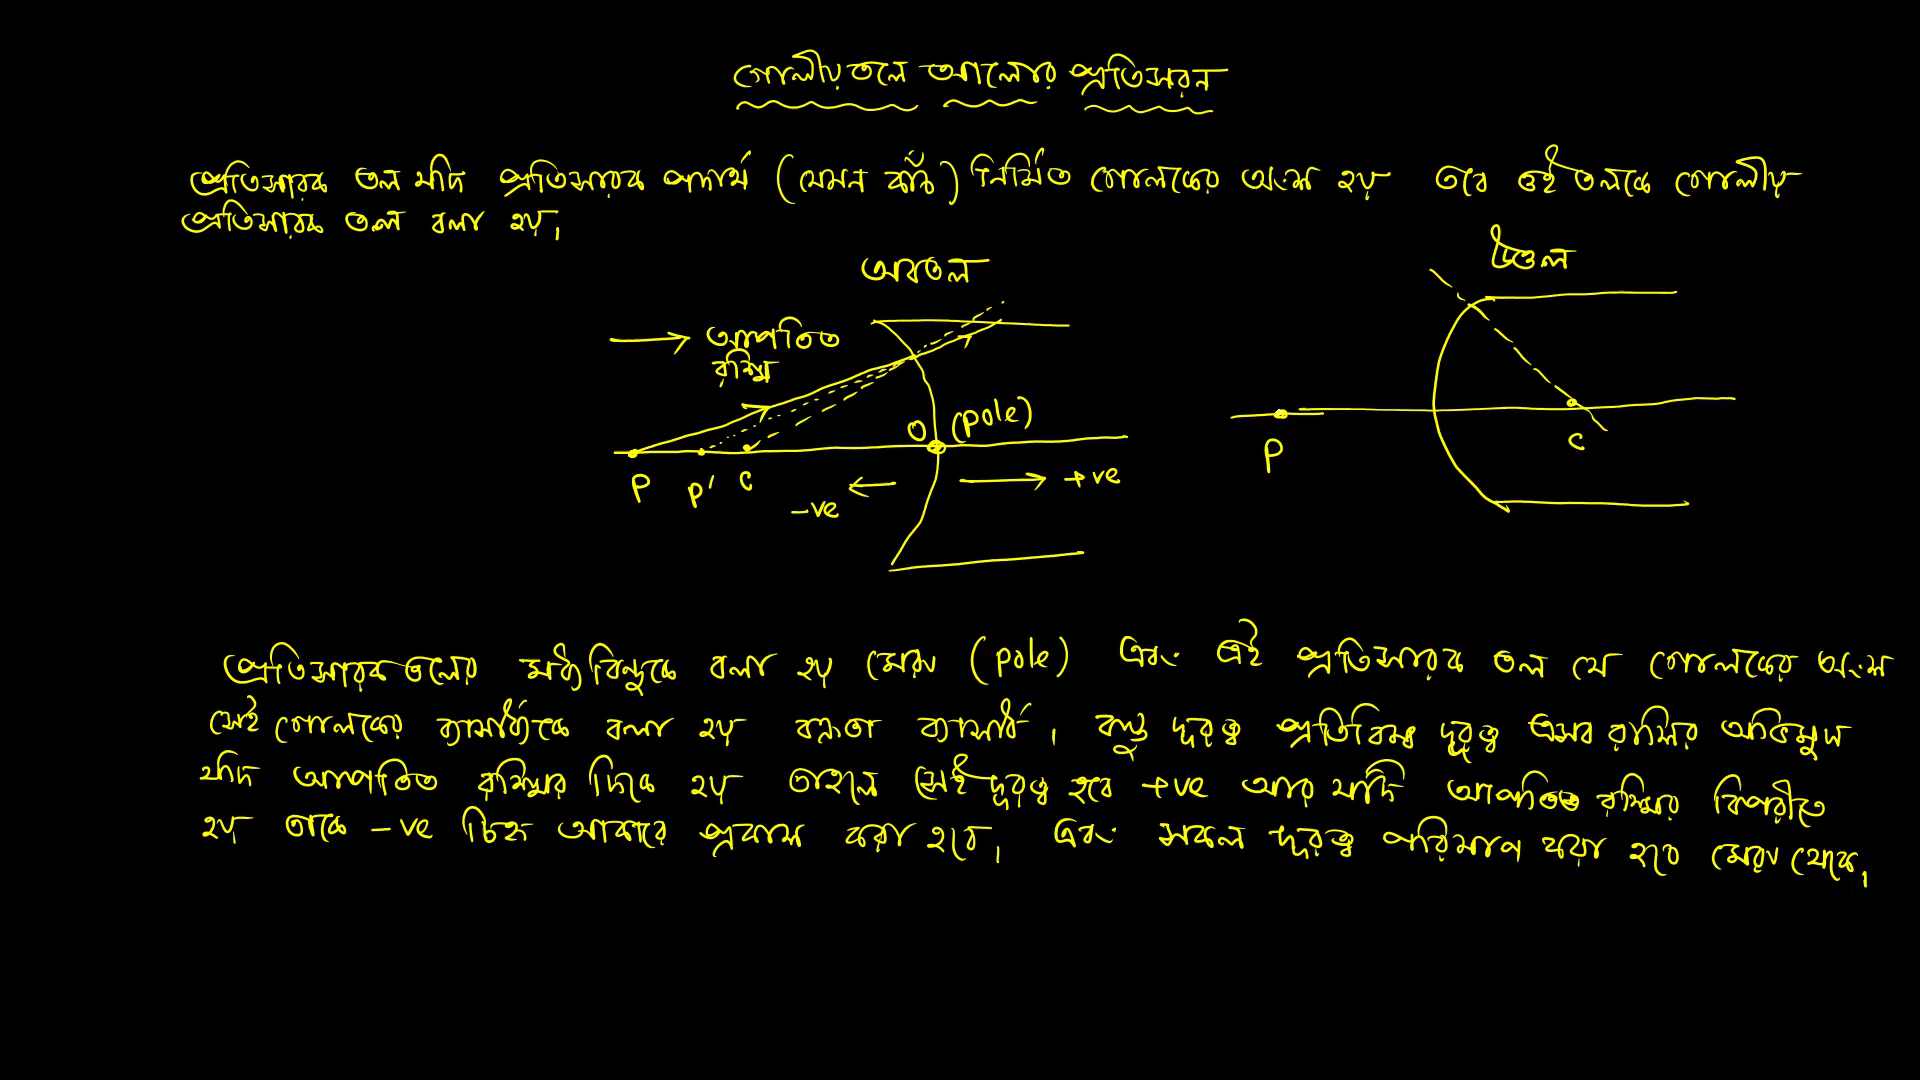 গোলীয়তলে আলোর প্রতিসরন
প্রতিসারক তল যদি প্রতিসারক পদার্থ (যেমন কাঁচ) নির্মিত গোলকের অংশ হয় তবে ওই তলকে গোলীয়
প্রতিসারক তল বলা হয়।
অবতল
উত্তল
আপতিত
রশ্মি
O (pole)
P
P'
C
-ve
+ve
P
C
প্রতিসারকতলের মধ্যবিন্দুকে বলা হয় মেরু (pole) এবং এই প্রতিসারক তল যে গোলকের অংশ
সেই গোলকের ব্যাসার্ধকে বলা হয় বক্রতা ব্যাসার্ধ। বস্তু দূরত্ব প্রতিবিম্ব দূরত্ব এসব রাশির অভিমুখ
যদি আপতিত রশ্মির দিকে হয় তাহলে সেই দূরত্ব হবে +ve আর যদি আপতিত রশ্মির বিপরীতে
হয় তাকে -ve চিহ্ন আকারে প্রকাশ করা হবে। এবং সকল দূরত্ব পরিমাপ করা হবে মেরু থেকে।